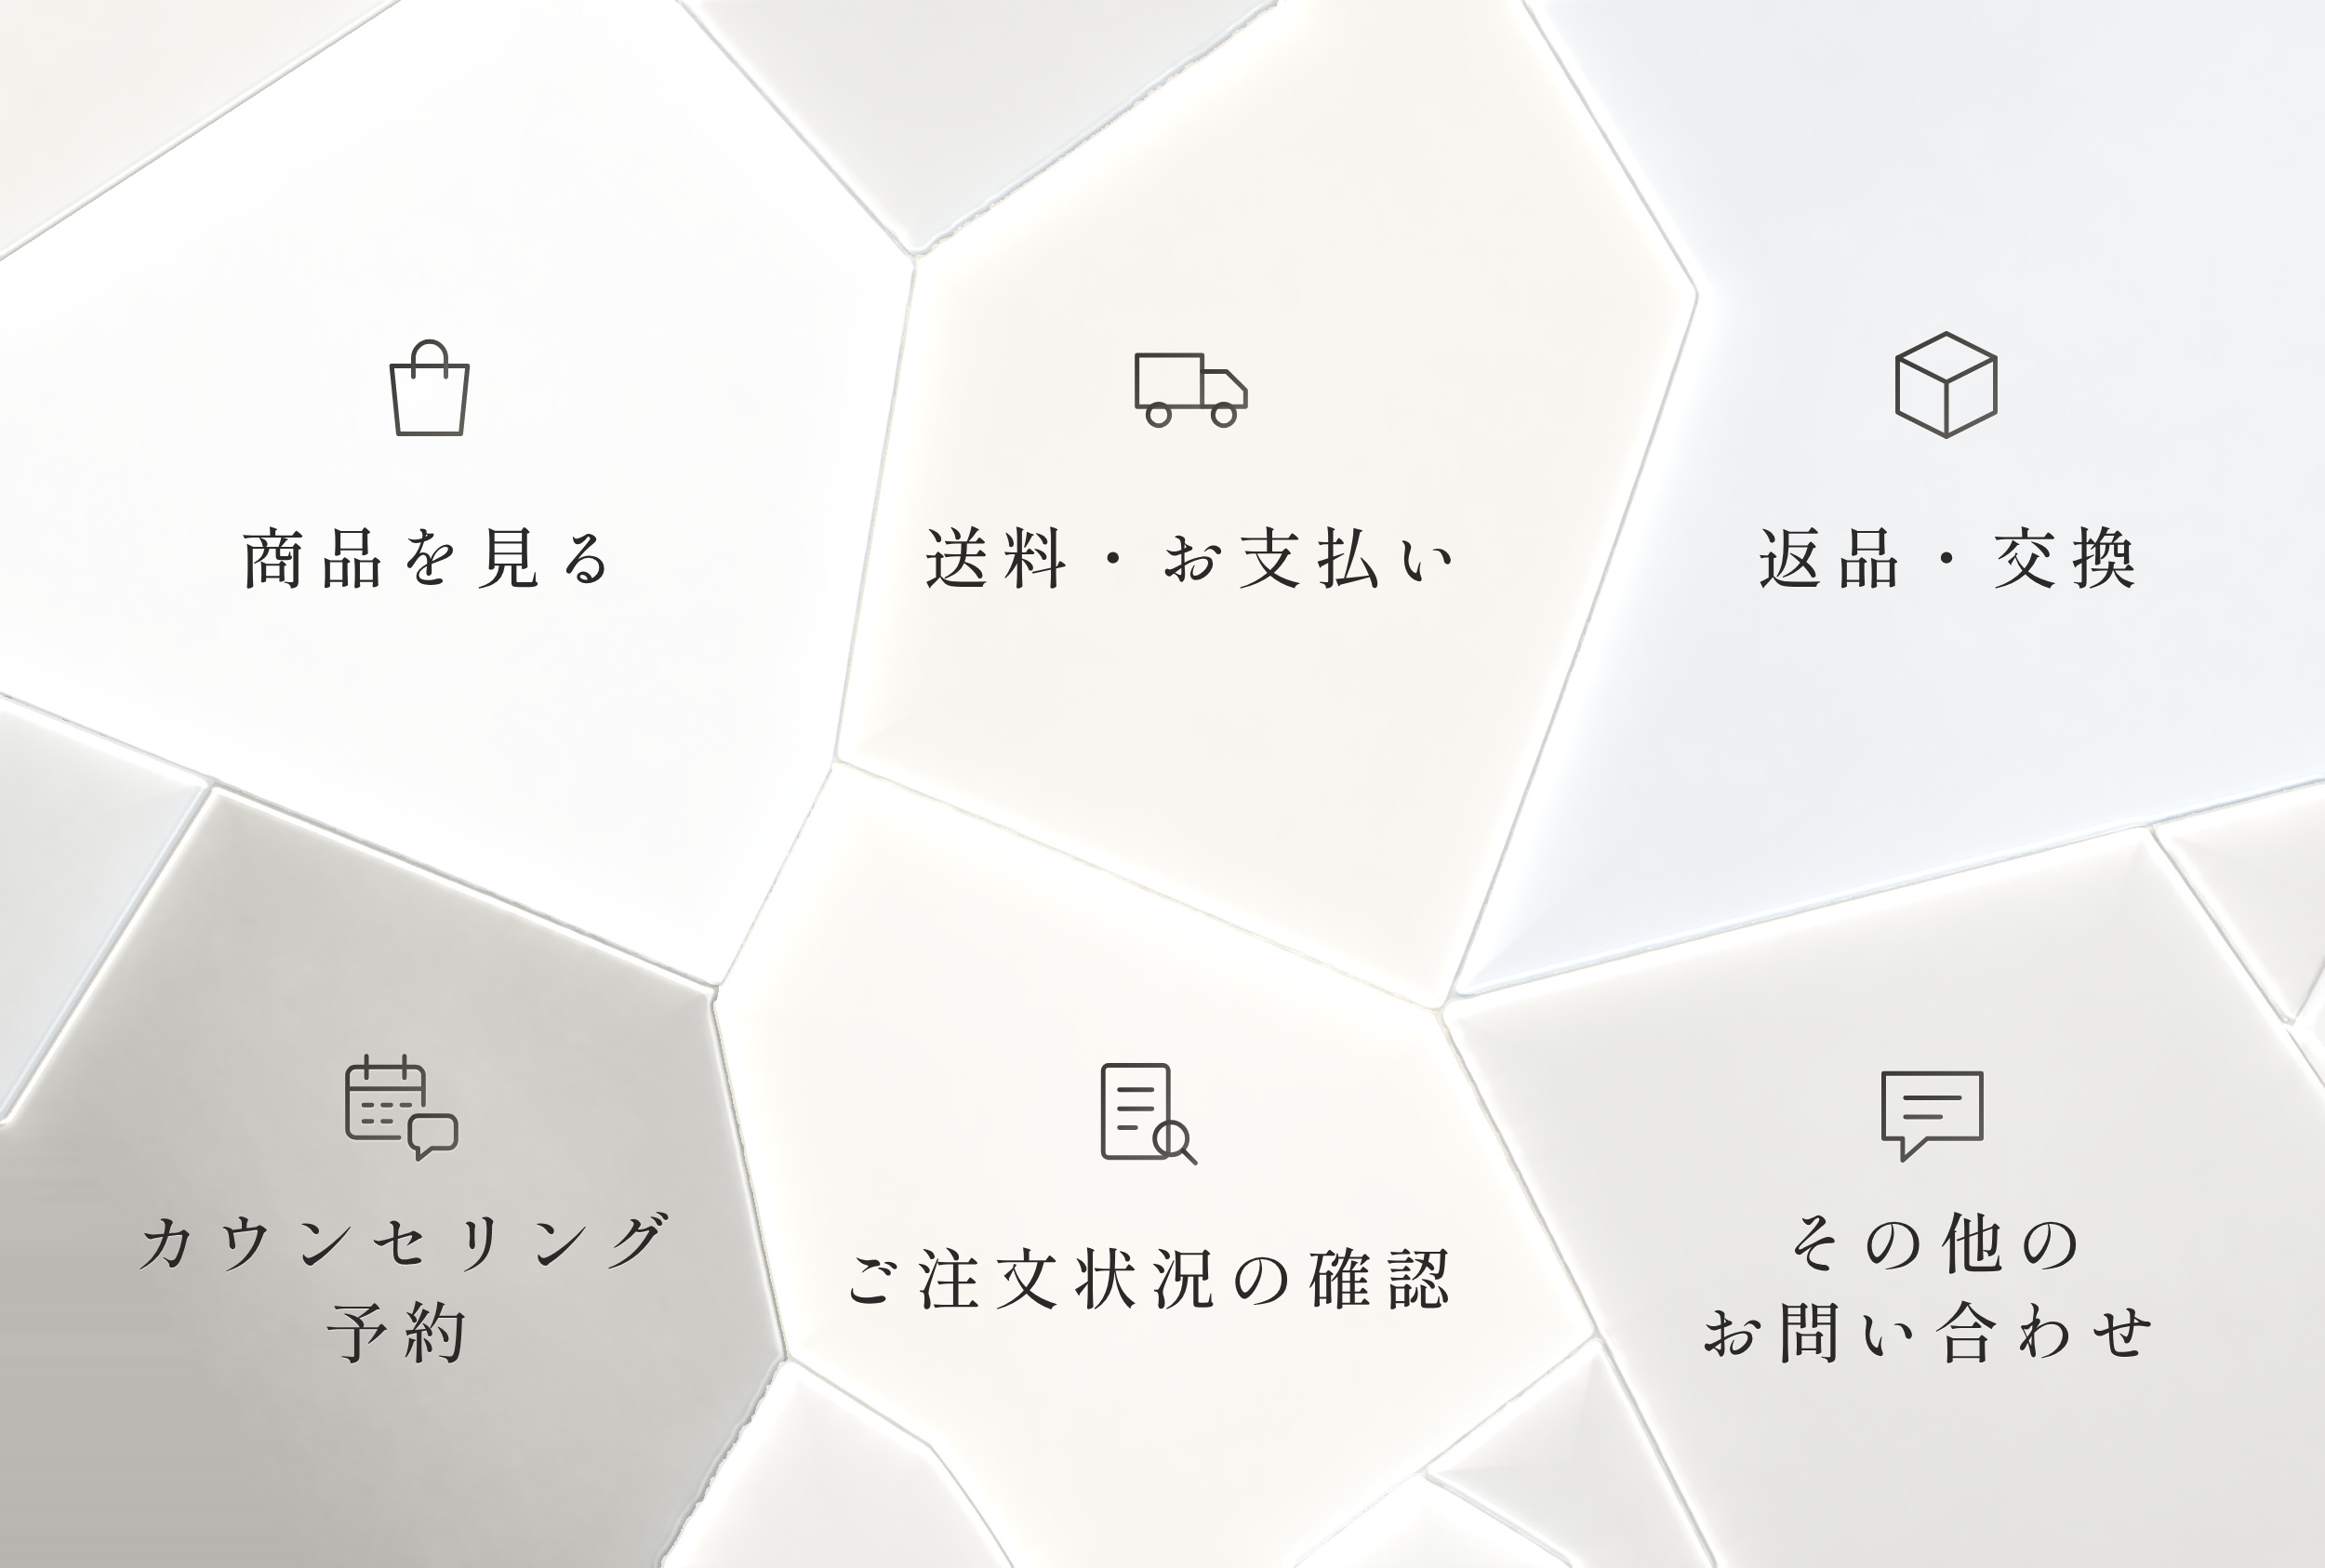 商品を見る
送料・お支払い
返品・交換
カウンセリング
予約
ご注文状況の確認
その他の
お問い合わせ